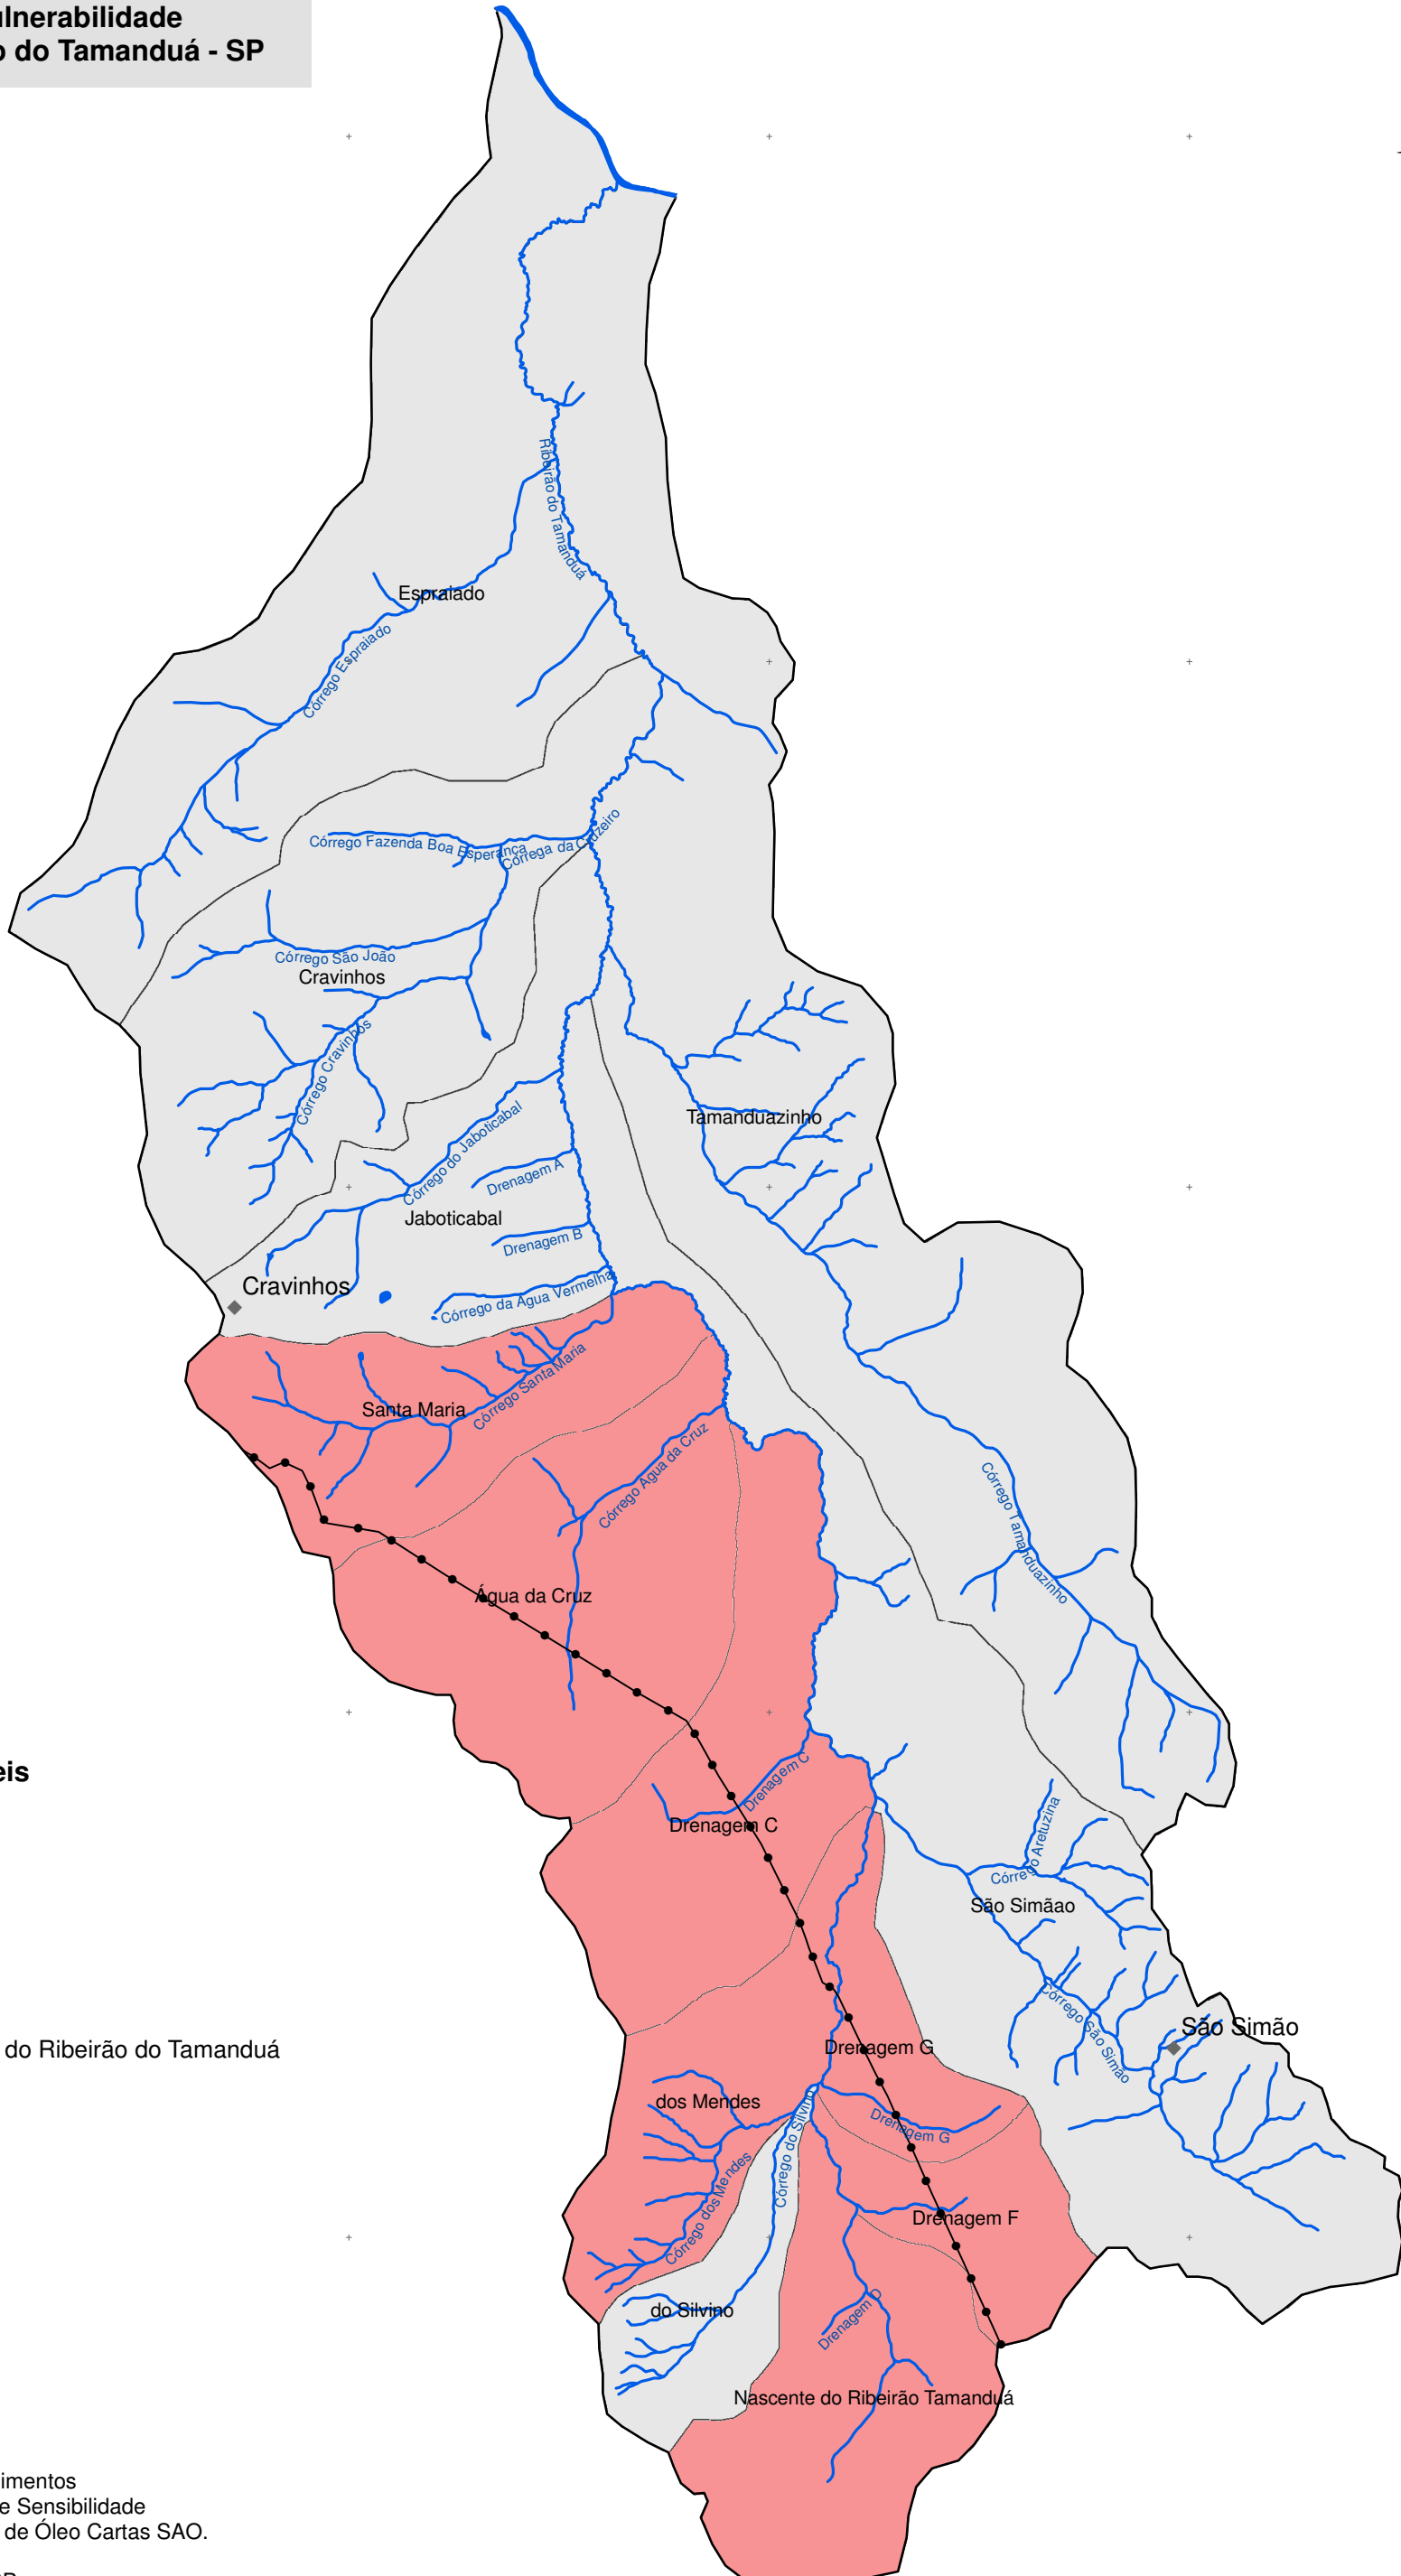 ulnerabilidade
o do Tamanduá - SP
Ribeirão do Tamanduá
Espraiado
Córrego Espraiado
Córrego Fazenda Boa Esperança
Córrega da Cruzeiro
Córrego São João
Cravinhos
Córrego Cravinhos
Tamanduazinho
Córrego do Jaboticabal
Drenagem A
Jaboticabal
Drenagem B
Cravinhos
Córrego da Agua Vermelha
Córrego Santa Maria
Santa Maria
Córrego Agua da Cruz
Córrego Tamanduazinho
Água da Cruz
eis
Drenagem C
Drenagem C
Córrego Aretuzina
São Simãao
Córrego São Simão
São Simão
do Ribeirão do Tamanduá
Drenagem G
dos Mendes
Drenagem G
Córrego do Silvino
Córrego dos Mendes
Drenagem F
do Silvino
Drenagem D
Nascente do Ribeirão Tamanduá
imentos
e Sensibilidade
de Óleo Cartas SAO.